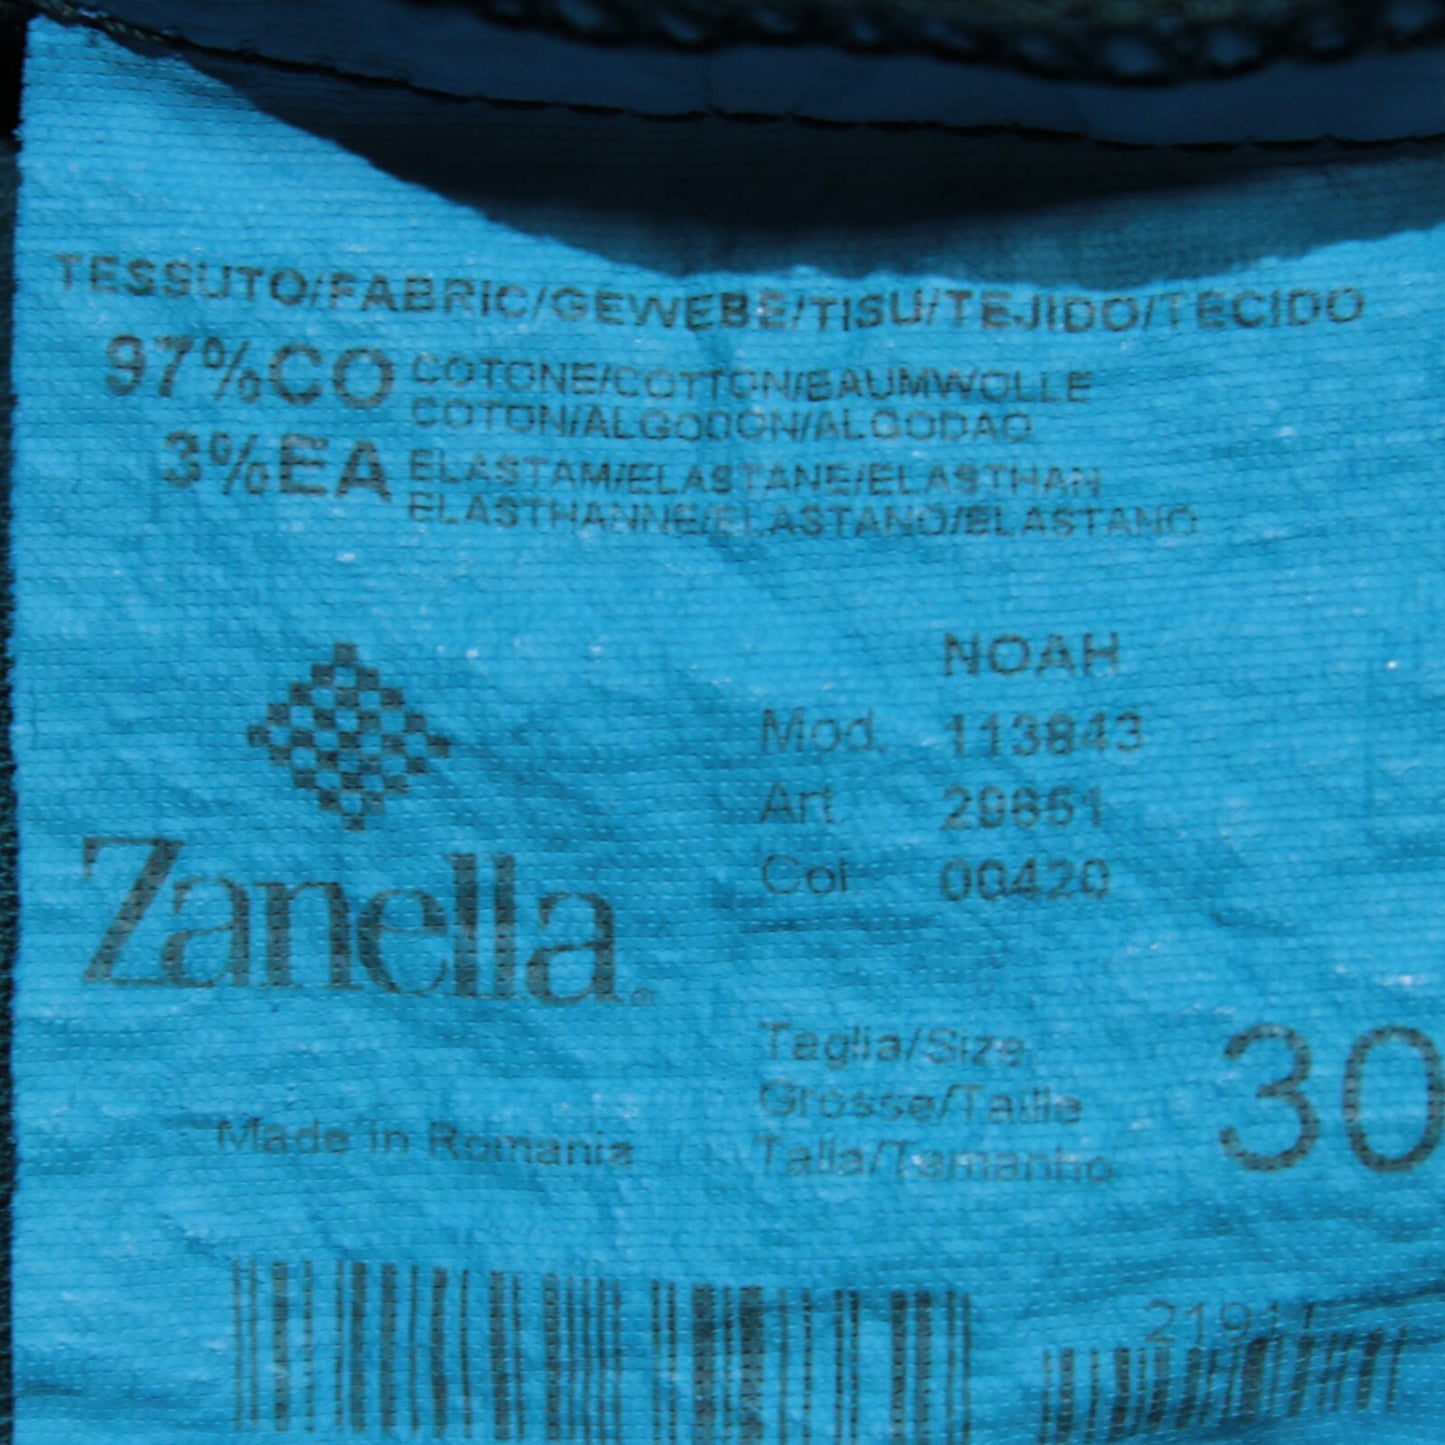 TESSUTO/FABRIC/GEWEBE/TISU/TEJIDO/TECIDO
97%CO COTONE/COTTON/BAUMWOLLE
COTON/ALGODON/ALGODAO
3%EA ELASTAM/ELASTANE/ELASTHAN
ELASTHANNE/ELASTANO/ELASTANO
NOAH
Mod. 113843
Art 29651
Col 00420
Zanella
Taglia/Size
Grosse/Taille
Talla/Tamanho
30
Made in Romania
21911